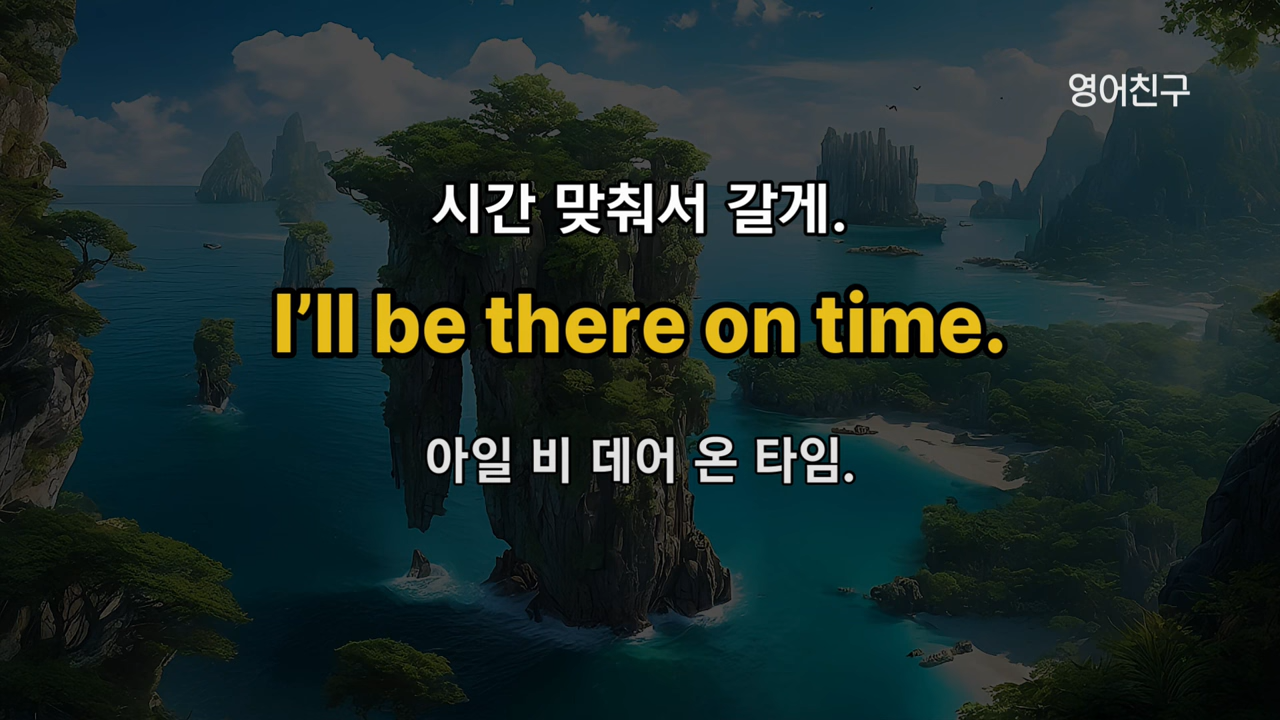 영어친구
시간 맞춰서 갈게.
I’ll be there on time.
아일 비 데어 온 타임.